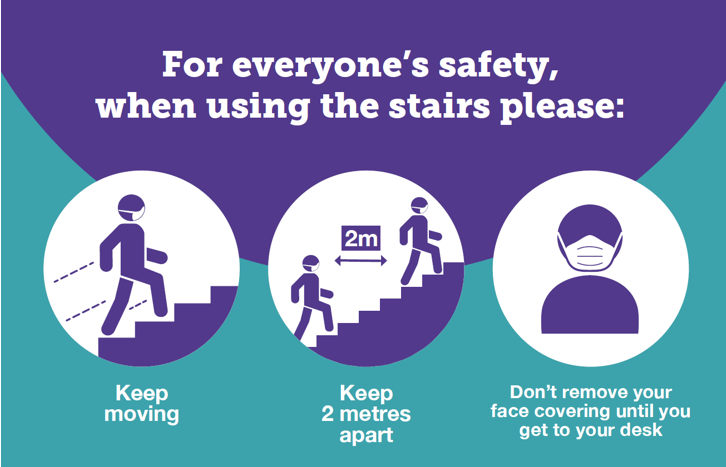 For everyone’s safety,
when using the stairs please:
2m
Keep
moving
Keep
2 metres
apart
Don’t remove your
face covering until you
get to your desk